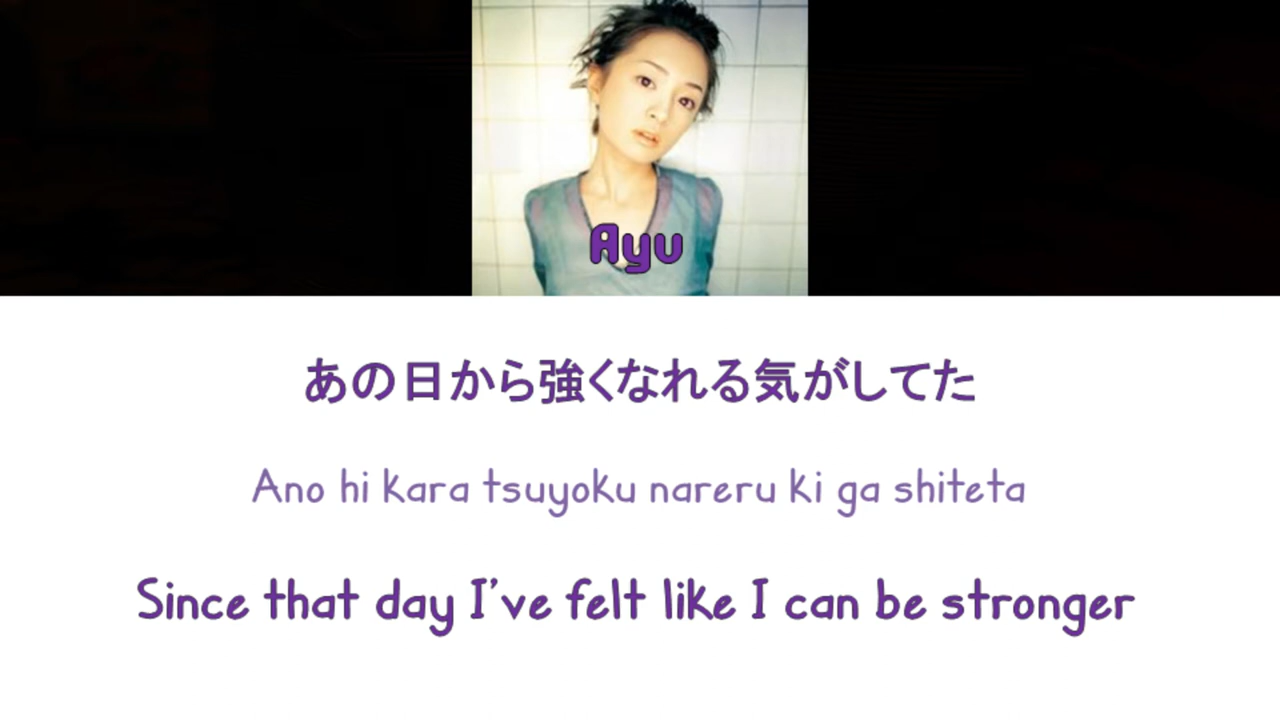 Ayu
あの日から強くなれる気がしてた
Ano hi kara tsuyoku nareru ki ga shiteta
Since that day I've felt like I can be stronger